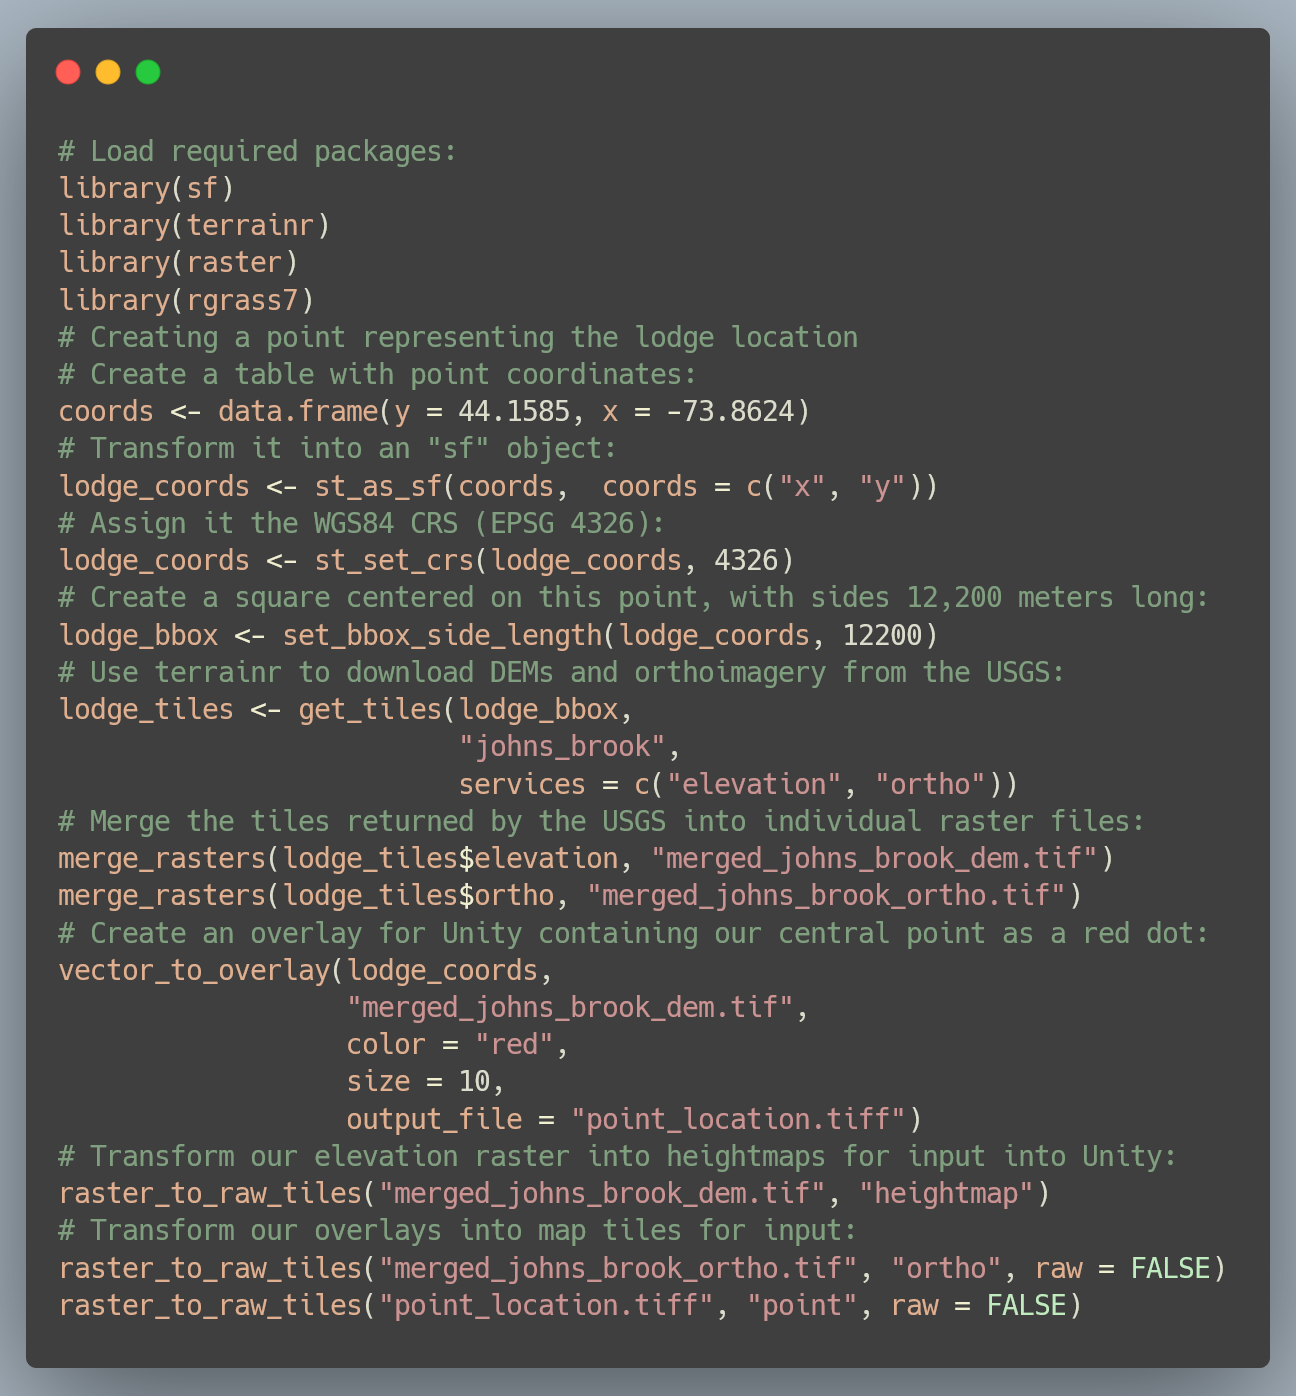 # Load required packages:
library(sf)
library(terrainr)
library(raster)
library(rgrass7)
# Creating a point representing the lodge location
# Create a table with point coordinates:
coords <- data.frame(y = 44.1585, x = -73.8624)
# Transform it into an "sf" object:
lodge_coords <- st_as_sf(coords,  coords = c("x", "y"))
# Assign it the WGS84 CRS (EPSG 4326):
lodge_coords <- st_set_crs(lodge_coords, 4326)
# Create a square centered on this point, with sides 12,200 meters long:
lodge_bbox <- set_bbox_side_length(lodge_coords, 12200)
# Use terrainr to download DEMs and orthoimagery from the USGS:
lodge_tiles <- get_tiles(lodge_bbox,
                         "johns_brook",
                         services = c("elevation", "ortho"))
# Merge the tiles returned by the USGS into individual raster files:
merge_rasters(lodge_tiles$elevation, "merged_johns_brook_dem.tif")
merge_rasters(lodge_tiles$ortho, "merged_johns_brook_ortho.tif")
# Create an overlay for Unity containing our central point as a red dot:
vector_to_overlay(lodge_coords,
                  "merged_johns_brook_dem.tif",
                  color = "red",
                  size = 10,
                  output_file = "point_location.tiff")
# Transform our elevation raster into heightmaps for input into Unity:
raster_to_raw_tiles("merged_johns_brook_dem.tif", "heightmap")
# Transform our overlays into map tiles for input:
raster_to_raw_tiles("merged_johns_brook_ortho.tif", "ortho", raw = FALSE)
raster_to_raw_tiles("point_location.tiff", "point", raw = FALSE)